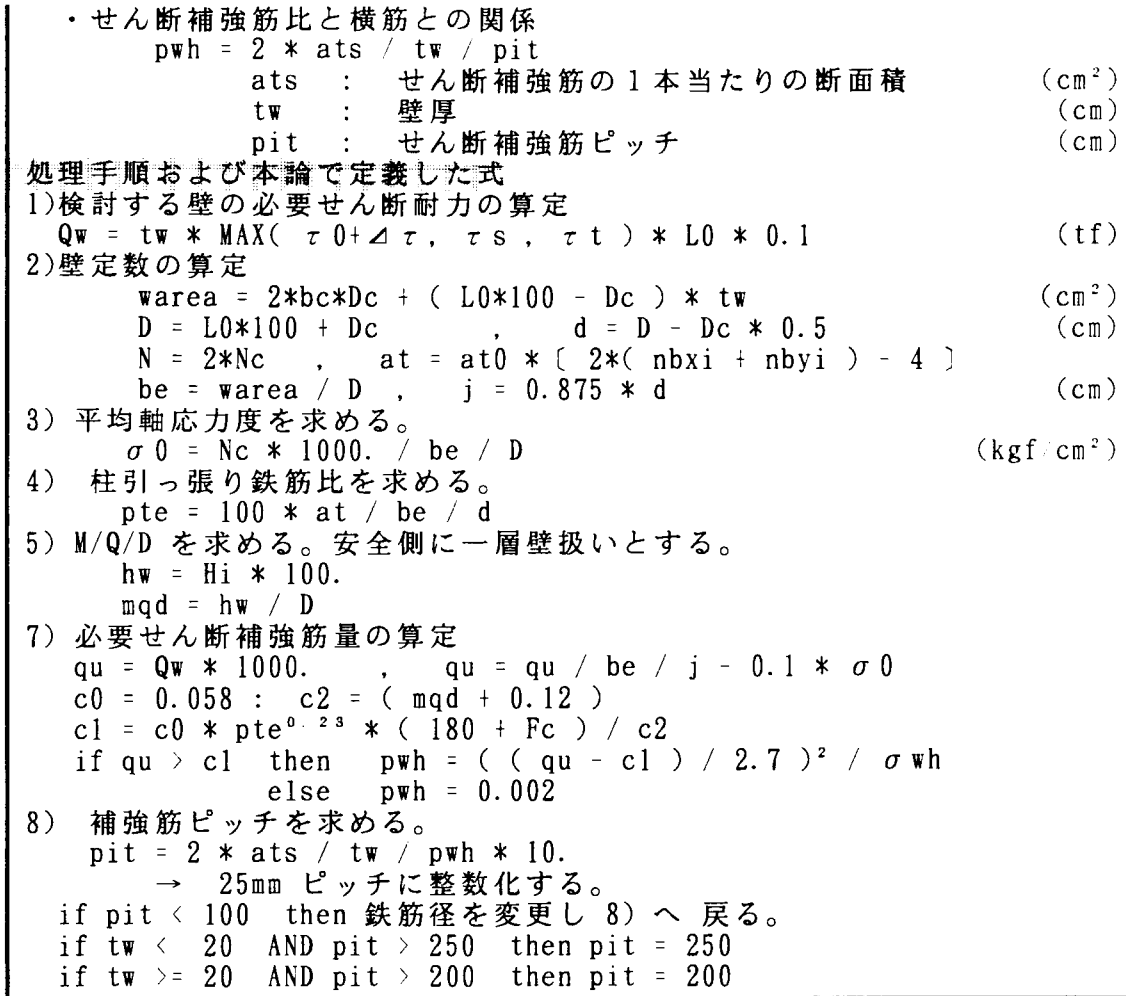 ・せん断補強筋比と横筋との関係
pwh = 2 * ats / tw / pit
ats : せん断補強筋の1本当たりの断面積 (cm²)
tw : 壁厚 (cm)
pit : せん断補強筋ピッチ (cm)
処理手順および本論で定義した式
1)検討する壁の必要せん断耐力の算定
Qw = tw * MAX( τ0+⊿τ, τs , τt ) * L0 * 0.1 (tf)
2)壁定数の算定
warea = 2*bc*Dc + ( L0*100 - Dc ) * tw (cm²)
D = L0*100 + Dc , d = D - Dc * 0.5 (cm)
N = 2*Nc , at = at0 * [ 2*( nbxi + nbyi ) - 4 ]
be = warea / D , j = 0.875 * d (cm)
3) 平均軸応力度を求める。
σ0 = Nc * 1000. / be / D (kgf/cm²)
4) 柱引っ張り鉄筋比を求める。
pte = 100 * at / be / d
5) M/Q/D を求める。安全側に一層壁扱いとする。
hw = Hi * 100.
mqd = hw / D
7) 必要せん断補強筋量の算定
qu = Qw * 1000. , qu = qu / be / j - 0.1 * σ0
c0 = 0.058 : c2 = ( mqd + 0.12 )
c1 = c0 * pte⁰·²³ * ( 180 + Fc ) / c2
if qu > c1 then pwh = ( ( qu - c1 ) / 2.7 )² / σwh
else pwh = 0.002
8) 補強筋ピッチを求める。
pit = 2 * ats / tw / pwh * 10.
→ 25mm ピッチに整数化する。
if pit < 100 then 鉄筋径を変更し 8) へ 戻る。
if tw < 20 AND pit > 250 then pit = 250
if tw >= 20 AND pit > 200 then pit = 200